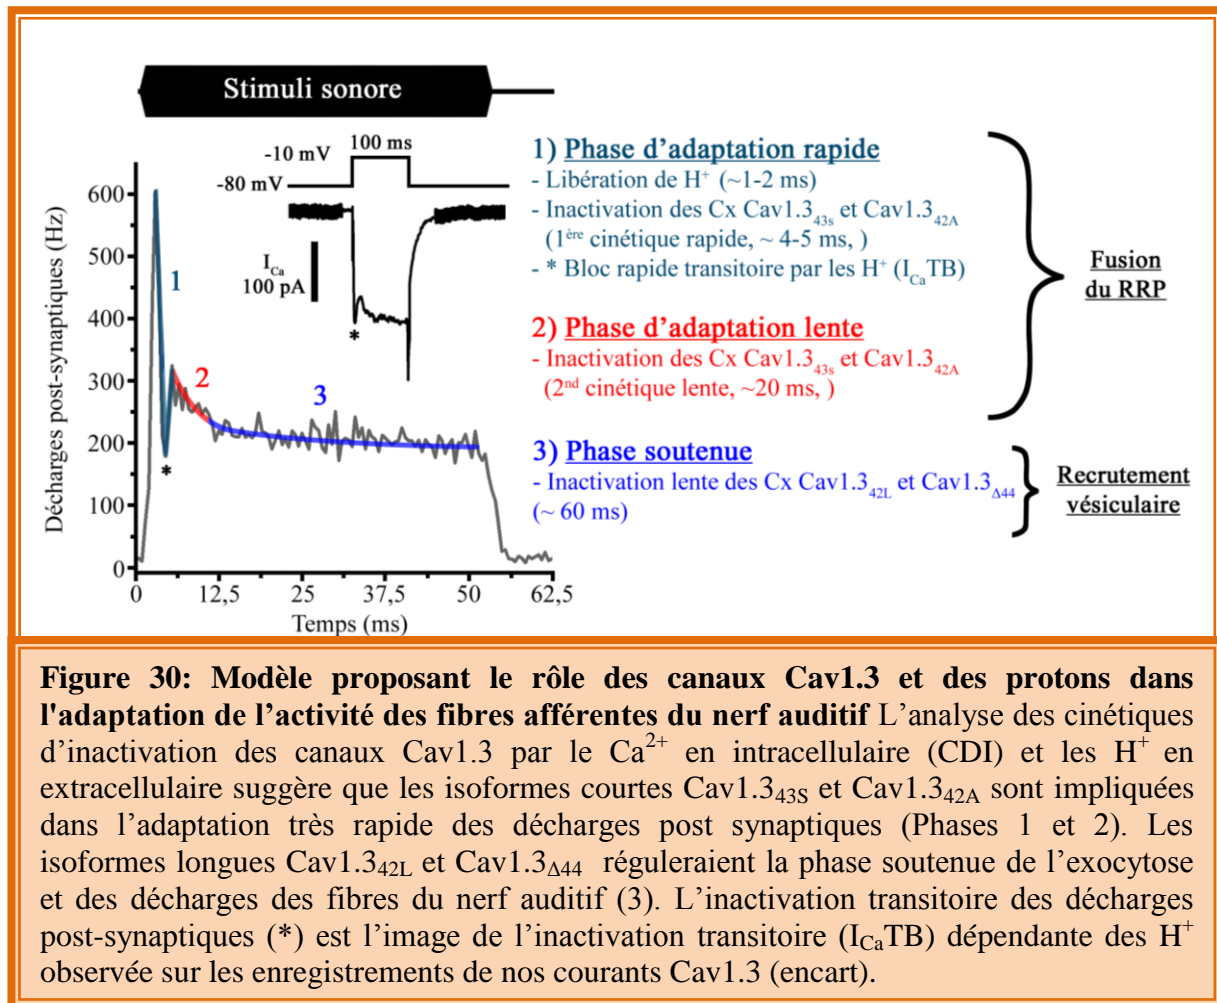 Stimuli sonore
100 ms
-10 mV
-80 mV
I_Ca
100 pA
*
Décharges post-synaptiques (Hz)
600
500
400
300
200
100
0
1
2
3
*
0 12,5 25 37,5 50 62,5
Temps (ms)
1) Phase d’adaptation rapide
- Libération de H⁺ (~1-2 ms)
- Inactivation des Cx Cav1.3_43s et Cav1.3_42A
(1ère cinétique rapide, ~ 4-5 ms, )
- * Bloc rapide transitoire par les H⁺ (I_CaTB)
2) Phase d’adaptation lente
- Inactivation des Cx Cav1.3_43s et Cav1.3_42A
(2nd cinétique lente, ~20 ms, )
3) Phase soutenue
- Inactivation lente des Cx Cav1.3_42L et Cav1.3_Δ44
(~ 60 ms)
Fusion
du RRP
Recrutement
vésiculaire
Figure 30: Modèle proposant le rôle des canaux Cav1.3 et des protons dans
l'adaptation de l’activité des fibres afférentes du nerf auditif L’analyse des cinétiques
d’inactivation des canaux Cav1.3 par le Ca²⁺ en intracellulaire (CDI) et les H⁺ en
extracellulaire suggère que les isoformes courtes Cav1.3_43S et Cav1.3_42A sont impliquées
dans l’adaptation très rapide des décharges post synaptiques (Phases 1 et 2). Les
isoformes longues Cav1.3_42L et Cav1.3_Δ44 réguleraient la phase soutenue de l’exocytose
et des décharges des fibres du nerf auditif (3). L’inactivation transitoire des décharges
post-synaptiques (*) est l’image de l’inactivation transitoire (I_CaTB) dépendante des H⁺
observée sur les enregistrements de nos courants Cav1.3 (encart).